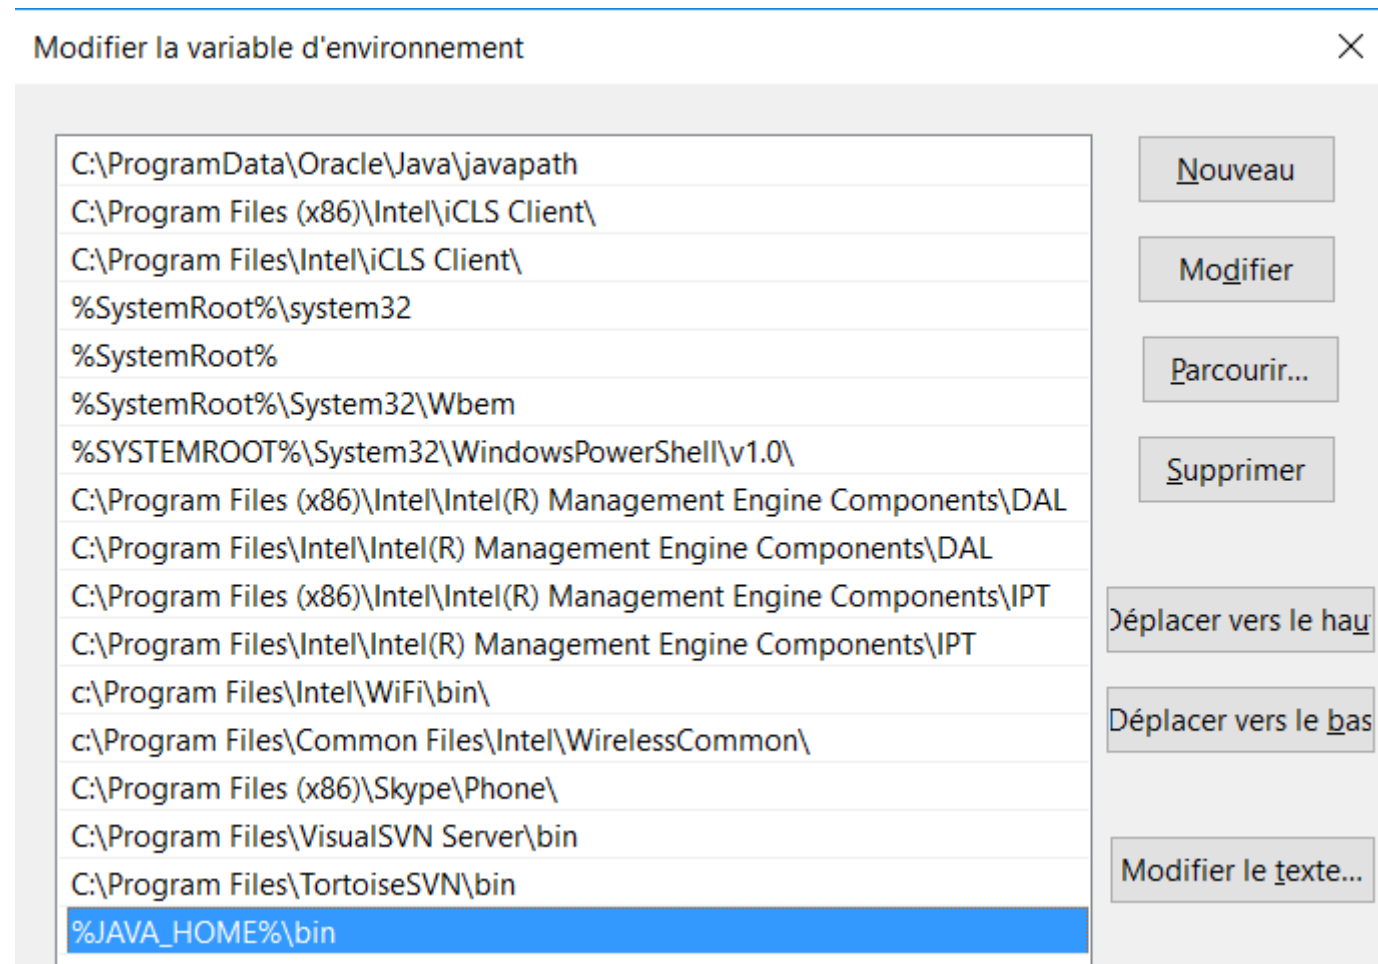 Modifier la variable d'environnement
C:\ProgramData\Oracle\Java\javapath
C:\Program Files (x86)\Intel\iCLS Client\
C:\Program Files\Intel\iCLS Client\
%SystemRoot%\system32
%SystemRoot%
%SystemRoot%\System32\Wbem
%SYSTEMROOT%\System32\WindowsPowerShell\v1.0\
C:\Program Files (x86)\Intel\Intel(R) Management Engine Components\DAL
C:\Program Files\Intel\Intel(R) Management Engine Components\DAL
C:\Program Files (x86)\Intel\Intel(R) Management Engine Components\IPT
C:\Program Files\Intel\Intel(R) Management Engine Components\IPT
c:\Program Files\Intel\WiFi\bin\
c:\Program Files\Common Files\Intel\WirelessCommon\
C:\Program Files (x86)\Skype\Phone\
C:\Program Files\VisualSVN Server\bin
C:\Program Files\TortoiseSVN\bin
%JAVA_HOME%\bin
Nouveau
Modifier
Parcourir...
Supprimer
Déplacer vers le haut
Déplacer vers le bas
Modifier le texte...